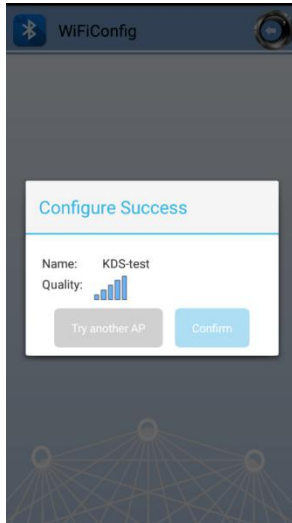 WiFiConfig
Configure Success
Name: KDS-test
Quality:
Try another AP Confirm